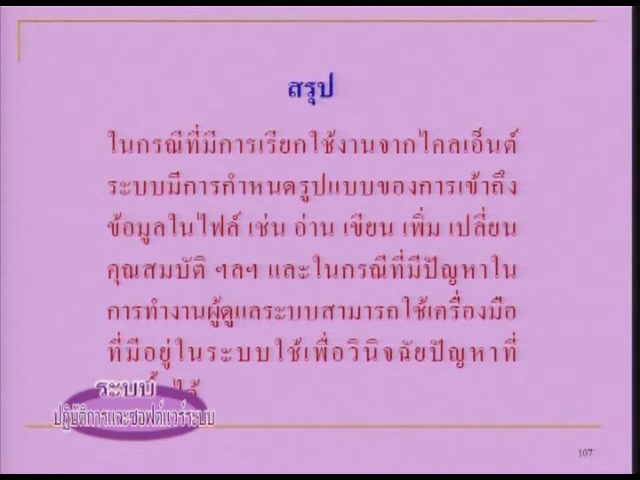 สรุป
ในกรณีที่มีการเรียกใช้งานจากไคลเอ็นต์
ระบบมีการกำหนดรูปแบบของการเข้าถึง
ข้อมูลในไฟล์ เช่น อ่าน เขียน เพิ่ม เปลี่ยน
คุณสมบัติ ฯลฯ และในกรณีที่มีปัญหาใน
การทำงานผู้ดูแลระบบสามารถใช้เครื่องมือ
ที่มีอยู่ในระบบใช้เพื่อวินิจฉัยปัญหาที่
ได้
ระบบ
ปฏิบัติการและซอฟต์แวร์ระบบ
107